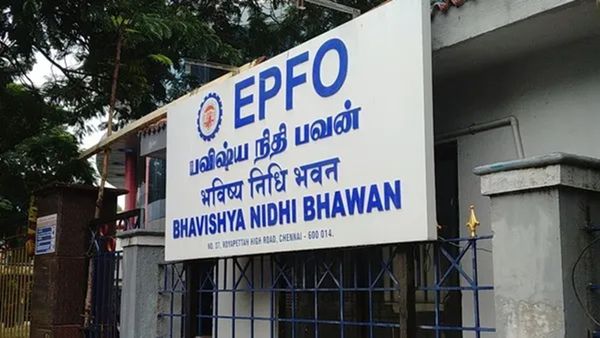 EPFO
பவிஷ்ய நிதி பவன்
भविष्य निधि भवन
BHAVISHYA NIDHI BHAWAN
NO. 37, ROYAPETTAH HIGH ROAD, CHENNAI - 600 014.